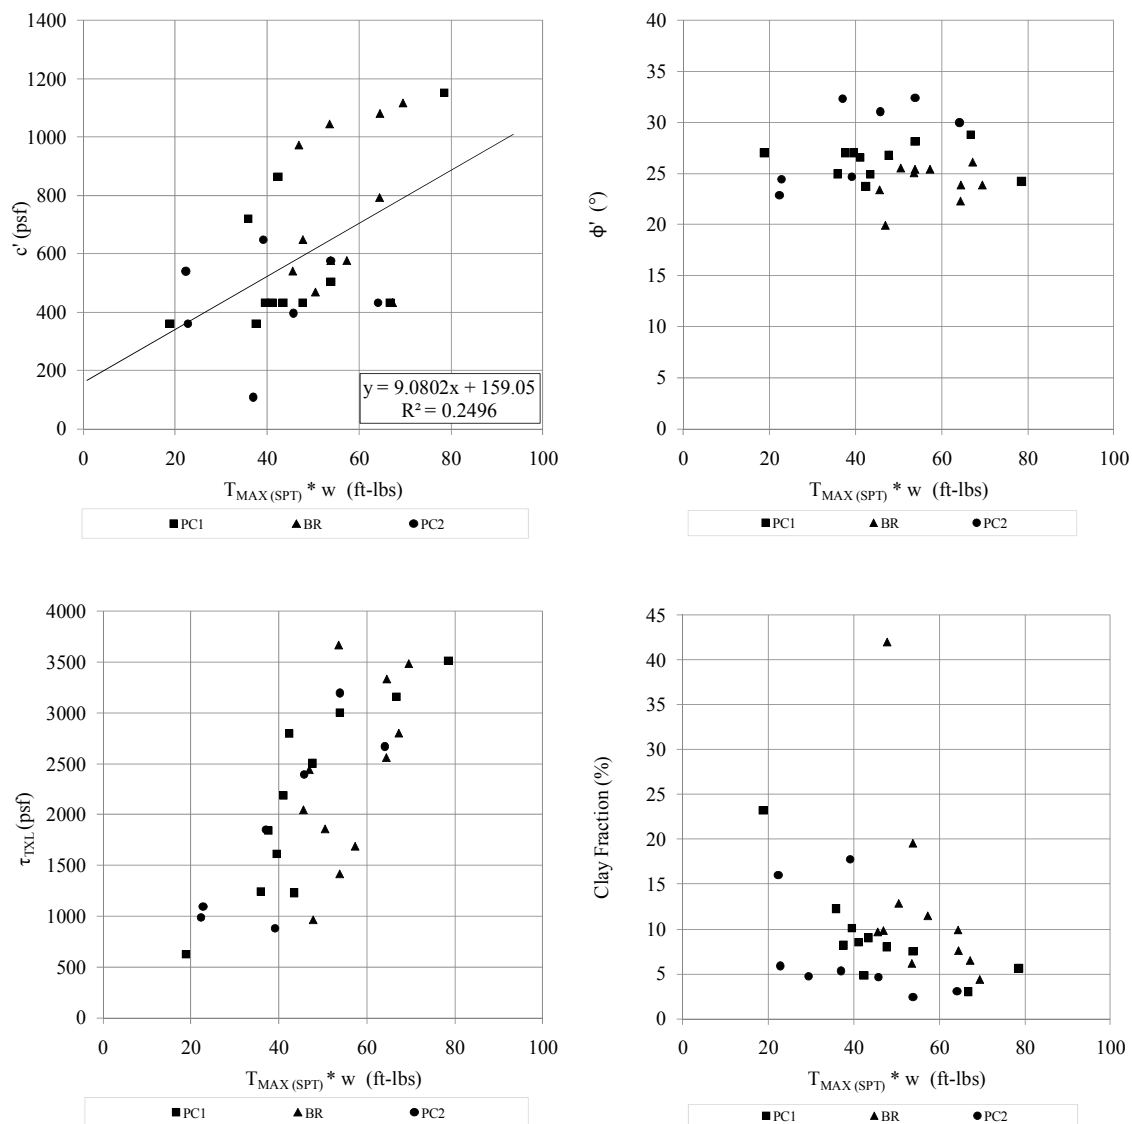 1400
1200
1000
800
600
400
200
0
c' (psf)
y = 9.0802x + 159.05
R² = 0.2496
0 20 40 60 80 100
T_MAX (SPT) * w (ft-lbs)
PC1 BR PC2
40
35
30
25
20
15
10
5
0
ϕ' (°)
0 20 40 60 80 100
T_MAX (SPT) * w (ft-lbs)
PC1 BR PC2
4000
3500
3000
2500
2000
1500
1000
500
0
τ_TXL (psf)
0 20 40 60 80 100
T_MAX (SPT) * w (ft-lbs)
PC1 BR PC2
45
40
35
30
25
20
15
10
5
0
Clay Fraction (%)
0 20 40 60 80 100
T_MAX (SPT) * w (ft-lbs)
PC1 BR PC2